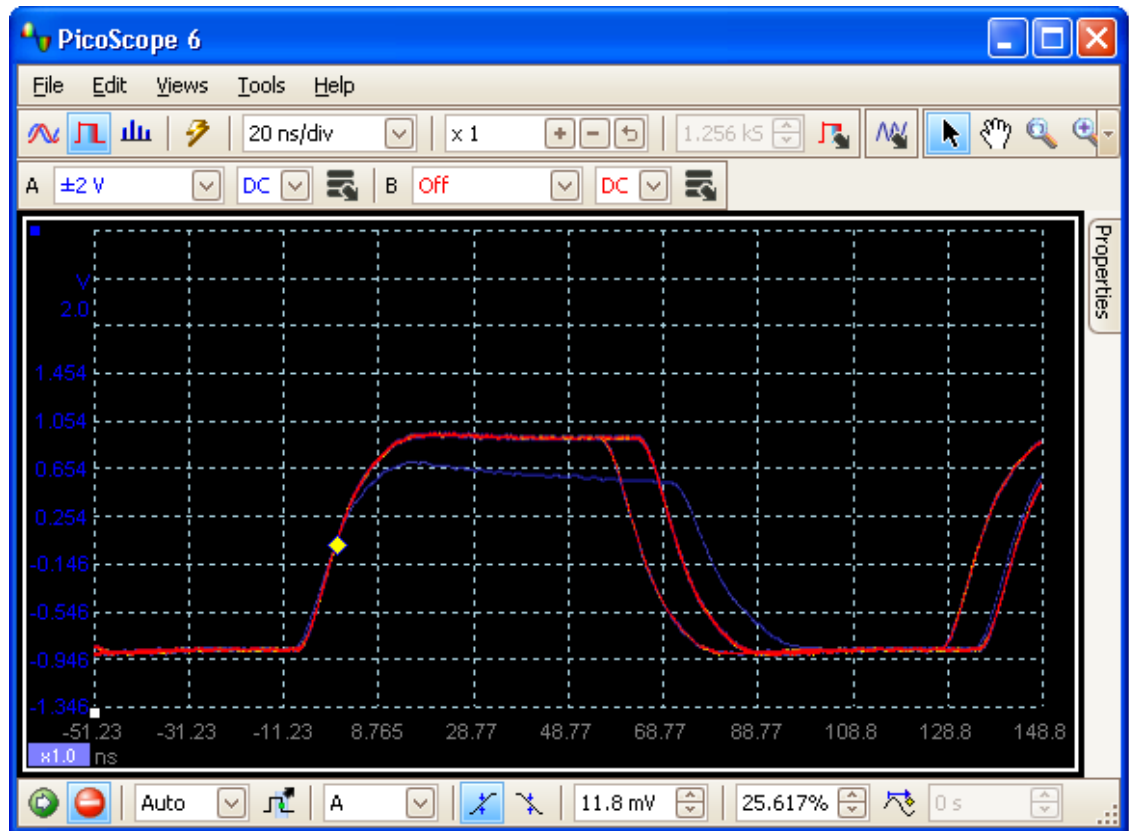 PicoScope 6
File Edit Views Tools Help
20 ns/div x 1 1.256 kS
A ±2 V DC B Off DC
Properties
V
2.0
1.454
1.054
0.654
0.254
-0.146
-0.546
-0.946
-1.346
-51.23 -31.23 -11.23 8.765 28.77 48.77 68.77 88.77 108.8 128.8 148.8
x1.0 ns
Auto A 11.8 mV 25.617% 0 s